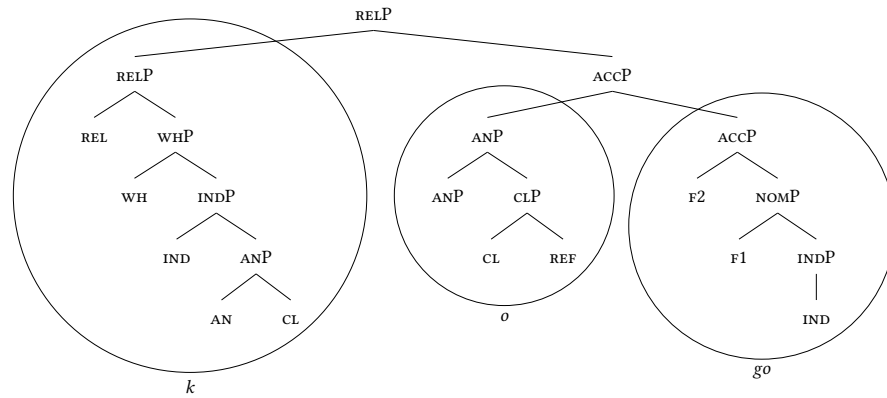 RELP
RELP ACCP
REL WHP ANP ACCP
WH INDP ANP CLP F2 NOMP
IND ANP CL REF F1 INDP
AN CL IND
k o go